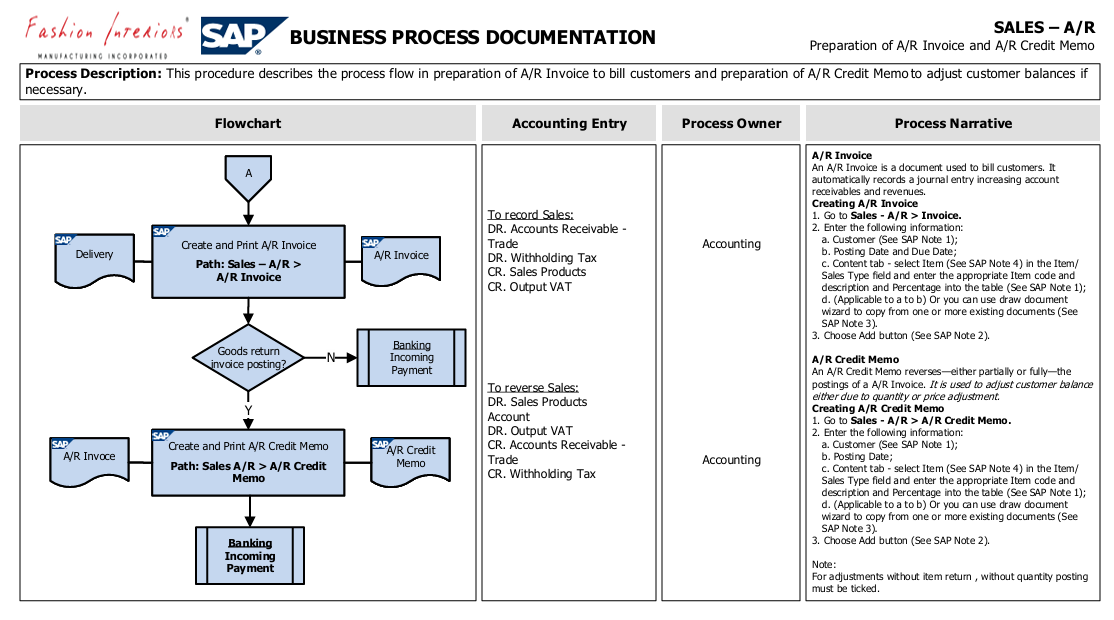 Fashion Interiors
MANUFACTURING INCORPORATED
SAP
BUSINESS PROCESS DOCUMENTATION
SALES – A/R
Preparation of A/R Invoice and A/R Credit Memo
Process Description: This procedure describes the process flow in preparation of A/R Invoice to bill customers and preparation of A/R Credit Memo to adjust customer balances if
necessary.
Flowchart
Accounting Entry
Process Owner
Process Narrative
A
SAP
Delivery
SAP
Create and Print A/R Invoice
Path: Sales – A/R >
A/R Invoice
SAP
A/R Invoice
Goods return
invoice posting?
N
Banking
Incoming
Payment
Y
SAP
A/R Invoce
SAP
Create and Print A/R Credit Memo
Path: Sales A/R > A/R Credit
Memo
SAP
A/R Credit
Memo
Banking
Incoming
Payment
To record Sales:
DR. Accounts Receivable -
Trade
DR. Withholding Tax
CR. Sales Products
CR. Output VAT
To reverse Sales:
DR. Sales Products
Account
DR. Output VAT
CR. Accounts Receivable -
Trade
CR. Withholding Tax
Accounting
Accounting
A/R Invoice
An A/R Invoice is a document used to bill customers. It
automatically records a journal entry increasing account
receivables and revenues.
Creating A/R Invoice
1. Go to Sales - A/R > Invoice.
2. Enter the following information:
a. Customer (See SAP Note 1);
b. Posting Date and Due Date;
c. Content tab - select Item (See SAP Note 4) in the Item/
Sales Type field and enter the appropriate Item code and
description and Percentage into the table (See SAP Note 1);
d. (Applicable to a to b) Or you can use draw document
wizard to copy from one or more existing documents (See
SAP Note 3).
3. Choose Add button (See SAP Note 2).
A/R Credit Memo
An A/R Credit Memo reverses—either partially or fully—the
postings of a A/R Invoice. It is used to adjust customer balance
either due to quantity or price adjustment.
Creating A/R Credit Memo
1. Go to Sales - A/R > A/R Credit Memo.
2. Enter the following information:
a. Customer (See SAP Note 1);
b. Posting Date;
c. Content tab - select Item (See SAP Note 4) in the Item/
Sales Type field and enter the appropriate Item code and
description and Percentage into the table (See SAP Note 1);
d. (Applicable to a to b) Or you can use draw document
wizard to copy from one or more existing documents (See
SAP Note 3).
3. Choose Add button (See SAP Note 2).
Note:
For adjustments without item return , without quantity posting
must be ticked.